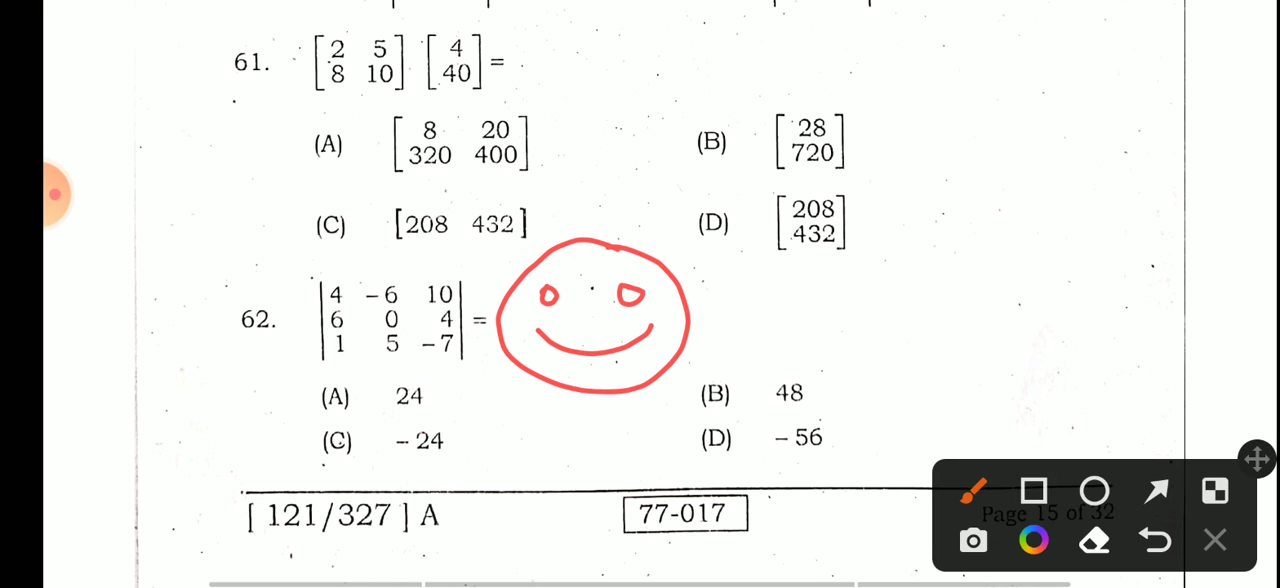 61. [2 5] [4] =
[8 10] [40]
(A) [8 20] (B) [28]
[320 400] [720]
(C) [208 432] (D) [208]
[432]
62. |4 -6 10|
|6 0 4| =
|1 5 -7|
(A) 24 (B) 48
(C) - 24 (D) - 56
[ 121/327 ] A 77-017 Page 15 of 32